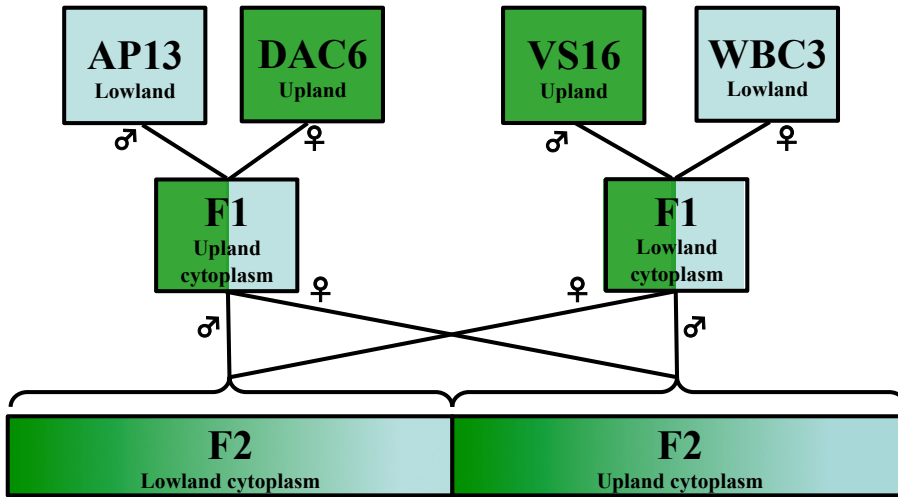 AP13
Lowland
DAC6
Upland
VS16
Upland
WBC3
Lowland
♂
♀
♂
♀
F1
Upland
cytoplasm
F1
Lowland
cytoplasm
♀
♀
♂
♂
F2
Lowland cytoplasm
F2
Upland cytoplasm